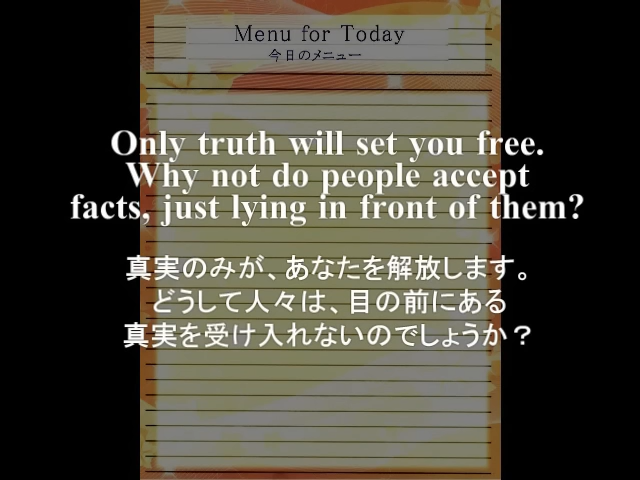 Menu for Today
今日のメニュー
Only truth will set you free.
Why not do people accept
facts, just lying in front of them?
真実のみが、あなたを解放します。
どうして人々は、目の前にある
真実を受け入れないのでしょうか？